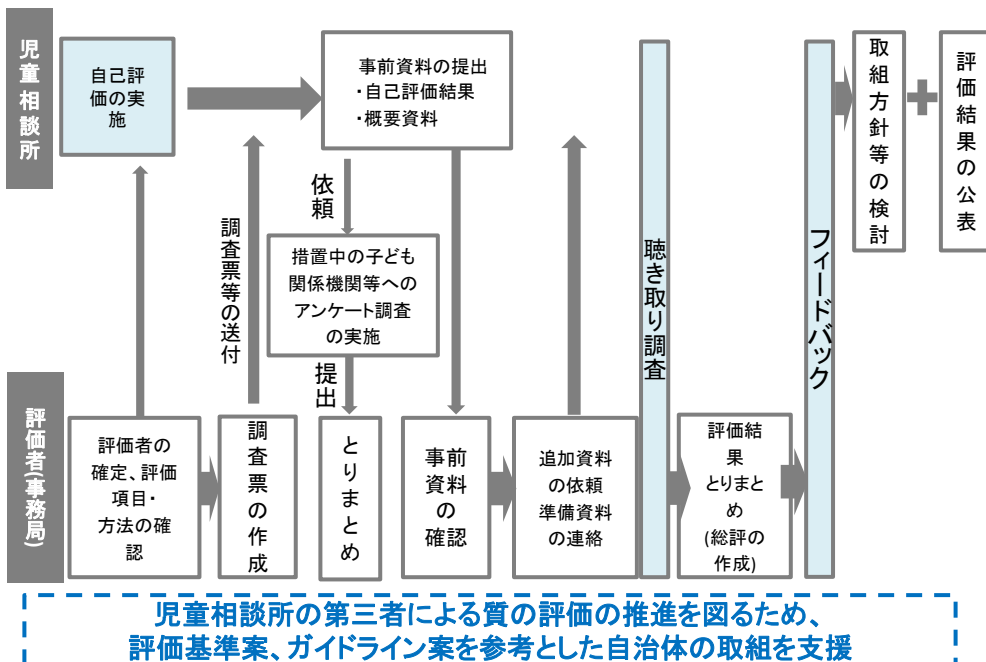 児童相談所
自己評
価の実
施
事前資料の提出
・自己評価結果
・概要資料
取組方針等の検討
評価結果の公表
依頼
調査票等の送付
措置中の子ども
関係機関等への
アンケート調査
の実施
提出
聴き取り調査
フィードバック
評価者(事務局)
評価者の
確定、評価
項目・
方法の確
認
調査票の作成
とりまとめ
事前
資料
の
確認
追加資料
の依頼
準備資料
の連絡
評価結
果
とりまと
め
(総評の
作成)
児童相談所の第三者による質の評価の推進を図るため、
評価基準案、ガイドライン案を参考とした自治体の取組を支援